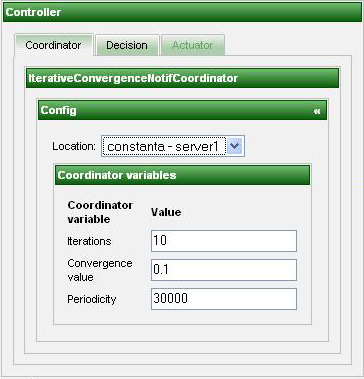 Controller
Coordinator Decision Actuator
IterativeConvergenceNotifCoordinator
Config «
Location: constanta - server1
Coordinator variables
Coordinator
variable Value
Iterations 10
Convergence
value 0.1
Periodicity 30000